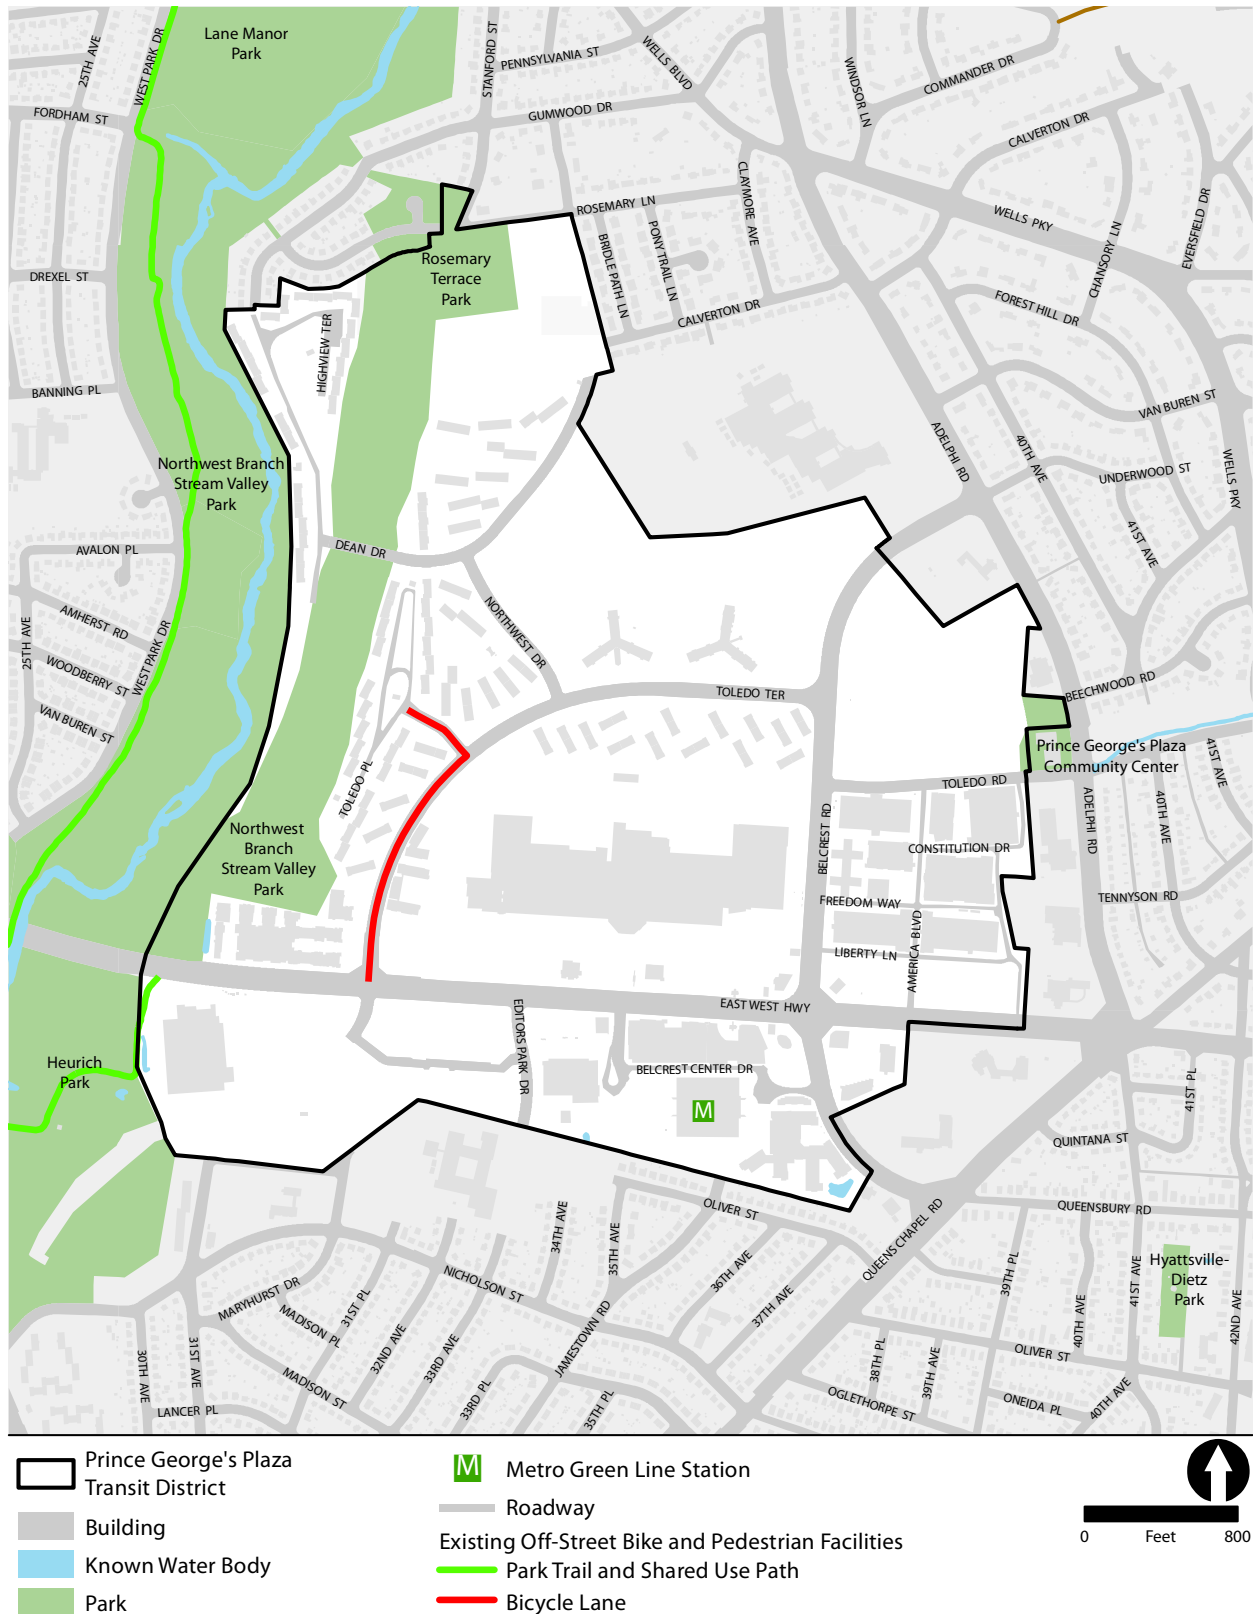 Lane Manor
Park
25TH AVE
WEST PARK DR
STANFORD ST
PENNSYLVANIA ST
WELLS BLVD
WINDSOR LN
COMMANDER DR
FORDHAM ST
GUMWOOD DR
CALVERTON DR
CLAYMORE AVE
ROSEMARY LN
WELLS PKY
EVERSFIELD DR
CHANSORY LN
BRIDLE PATH LN
PONY TRAIL LN
Rosemary
Terrace
Park
DREXEL ST
CALVERTON DR
FOREST HILL DR
HIGHVIEW TER
BANNING PL
VAN BUREN ST
ADELPHI RD
40TH AVE
UNDERWOOD ST
WELLS PKY
Northwest Branch
Stream Valley
Park
41ST AVE
AVALON PL
DEAN DR
AMHERST RD
NORTHWEST DR
25TH AVE
WOODBERRY ST
WEST PARK DR
BEECHWOOD RD
VAN BUREN ST
TOLEDO TER
Prince George's Plaza
Community Center
41ST AVE
TOLEDO PL
TOLEDO RD
ADELPHI RD
40TH AVE
BELCREST RD
Northwest
Branch
Stream Valley
Park
CONSTITUTION DR
TENNYSON RD
FREEDOM WAY
AMERICA BLVD
LIBERTY LN
EAST WEST HWY
EDITORS PARK DR
Heurich
Park
BELCREST CENTER DR
M
41ST PL
QUINTANA ST
OLIVER ST
QUEENSBURY RD
34TH AVE
35TH AVE
QUEENS CHAPEL RD
36TH AVE
37TH AVE
39TH PL
41ST AVE
Hyattsville-
Dietz
Park
42ND AVE
NICHOLSON ST
MARYHURST DR
MADISON PL
31ST PL
40TH AVE
JAMESTOWN RD
32ND AVE
33RD AVE
38TH PL
39TH AVE
OLIVER ST
30TH AVE
31ST AVE
MADISON ST
33RD PL
35TH PL
OGLETHORPE ST
ONEIDA PL
40TH AVE
LANCER PL
Prince George's Plaza
Transit District
Building
Known Water Body
Park
M
Metro Green Line Station
Roadway
Existing Off-Street Bike and Pedestrian Facilities
Park Trail and Shared Use Path
Bicycle Lane
0 Feet 800